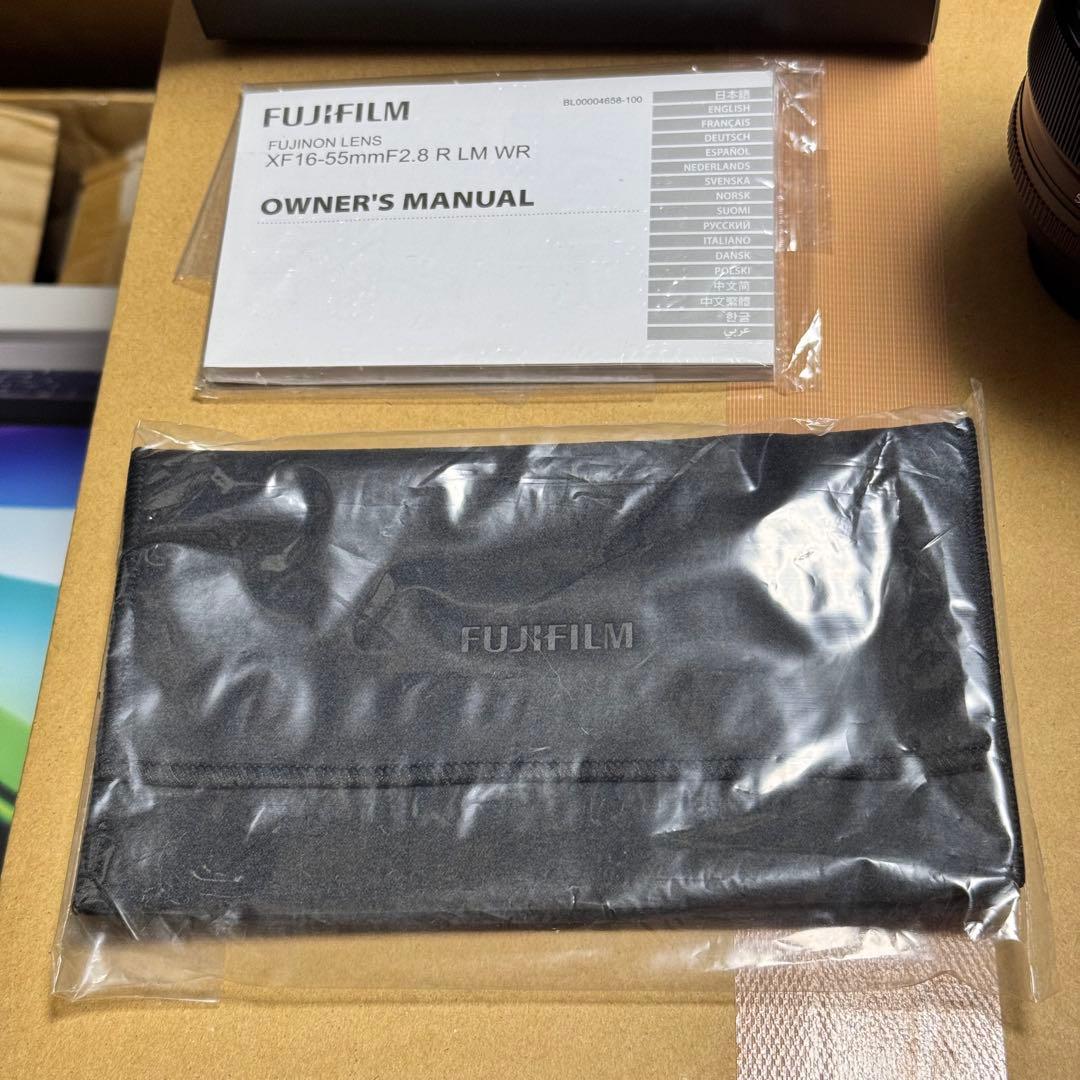 FUJIFILM
BL00004658-100
FUJINON LENS
XF16-55mmF2.8 R LM WR
OWNER'S MANUAL
日本語
ENGLISH
FRANÇAIS
DEUTSCH
ESPAÑOL
NEDERLANDS
SVENSKA
NORSK
SUOMI
РУССКИЙ
ITALIANO
DANSK
POLSKI
中文简
中文繁體
한글
عربي
FUJIFILM